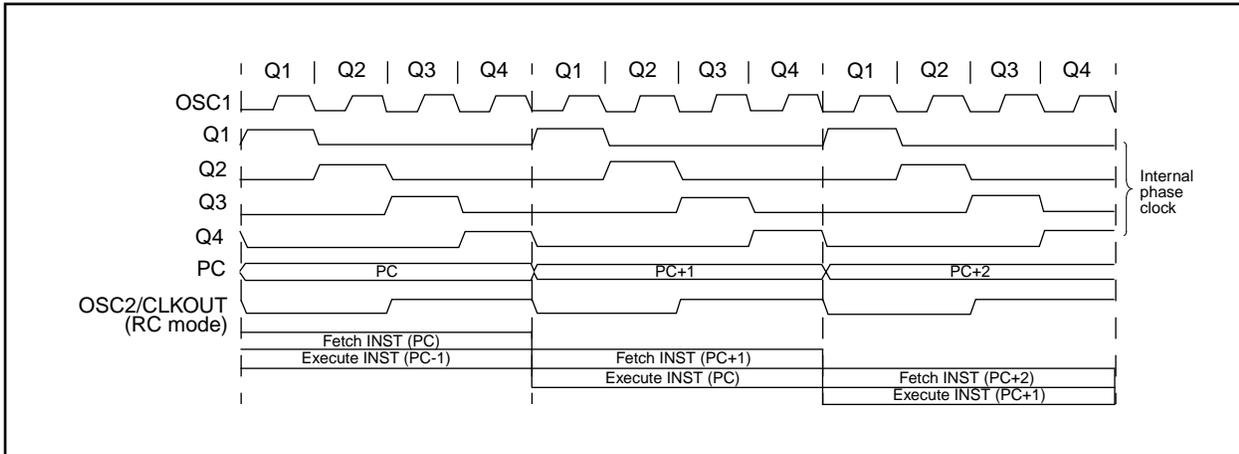 Q1 | Q2 | Q3 | Q4 | Q1 | Q2 | Q3 | Q4 | Q1 | Q2 | Q3 | Q4
OSC1
Q1
Q2
Q3
Q4
Internal
phase
clock
PC
PC
PC+1
PC+2
OSC2/CLKOUT
(RC mode)
Fetch INST (PC)
Execute INST (PC-1)
Fetch INST (PC+1)
Execute INST (PC)
Fetch INST (PC+2)
Execute INST (PC+1)